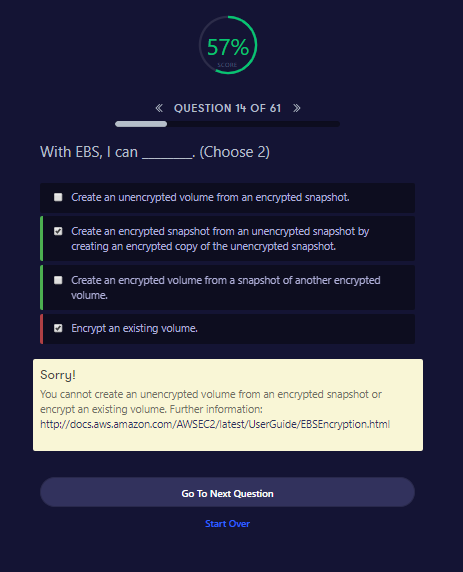 57%
SCORE
« QUESTION 14 OF 61 »
With EBS, I can _______. (Choose 2)
Create an unencrypted volume from an encrypted snapshot.
Create an encrypted snapshot from an unencrypted snapshot by
creating an encrypted copy of the unencrypted snapshot.
Create an encrypted volume from a snapshot of another encrypted
volume.
Encrypt an existing volume.
Sorry!
You cannot create an unencrypted volume from an encrypted snapshot or
encrypt an existing volume. Further information:
http://docs.aws.amazon.com/AWSEC2/latest/UserGuide/EBSEncryption.html
Go To Next Question
Start Over